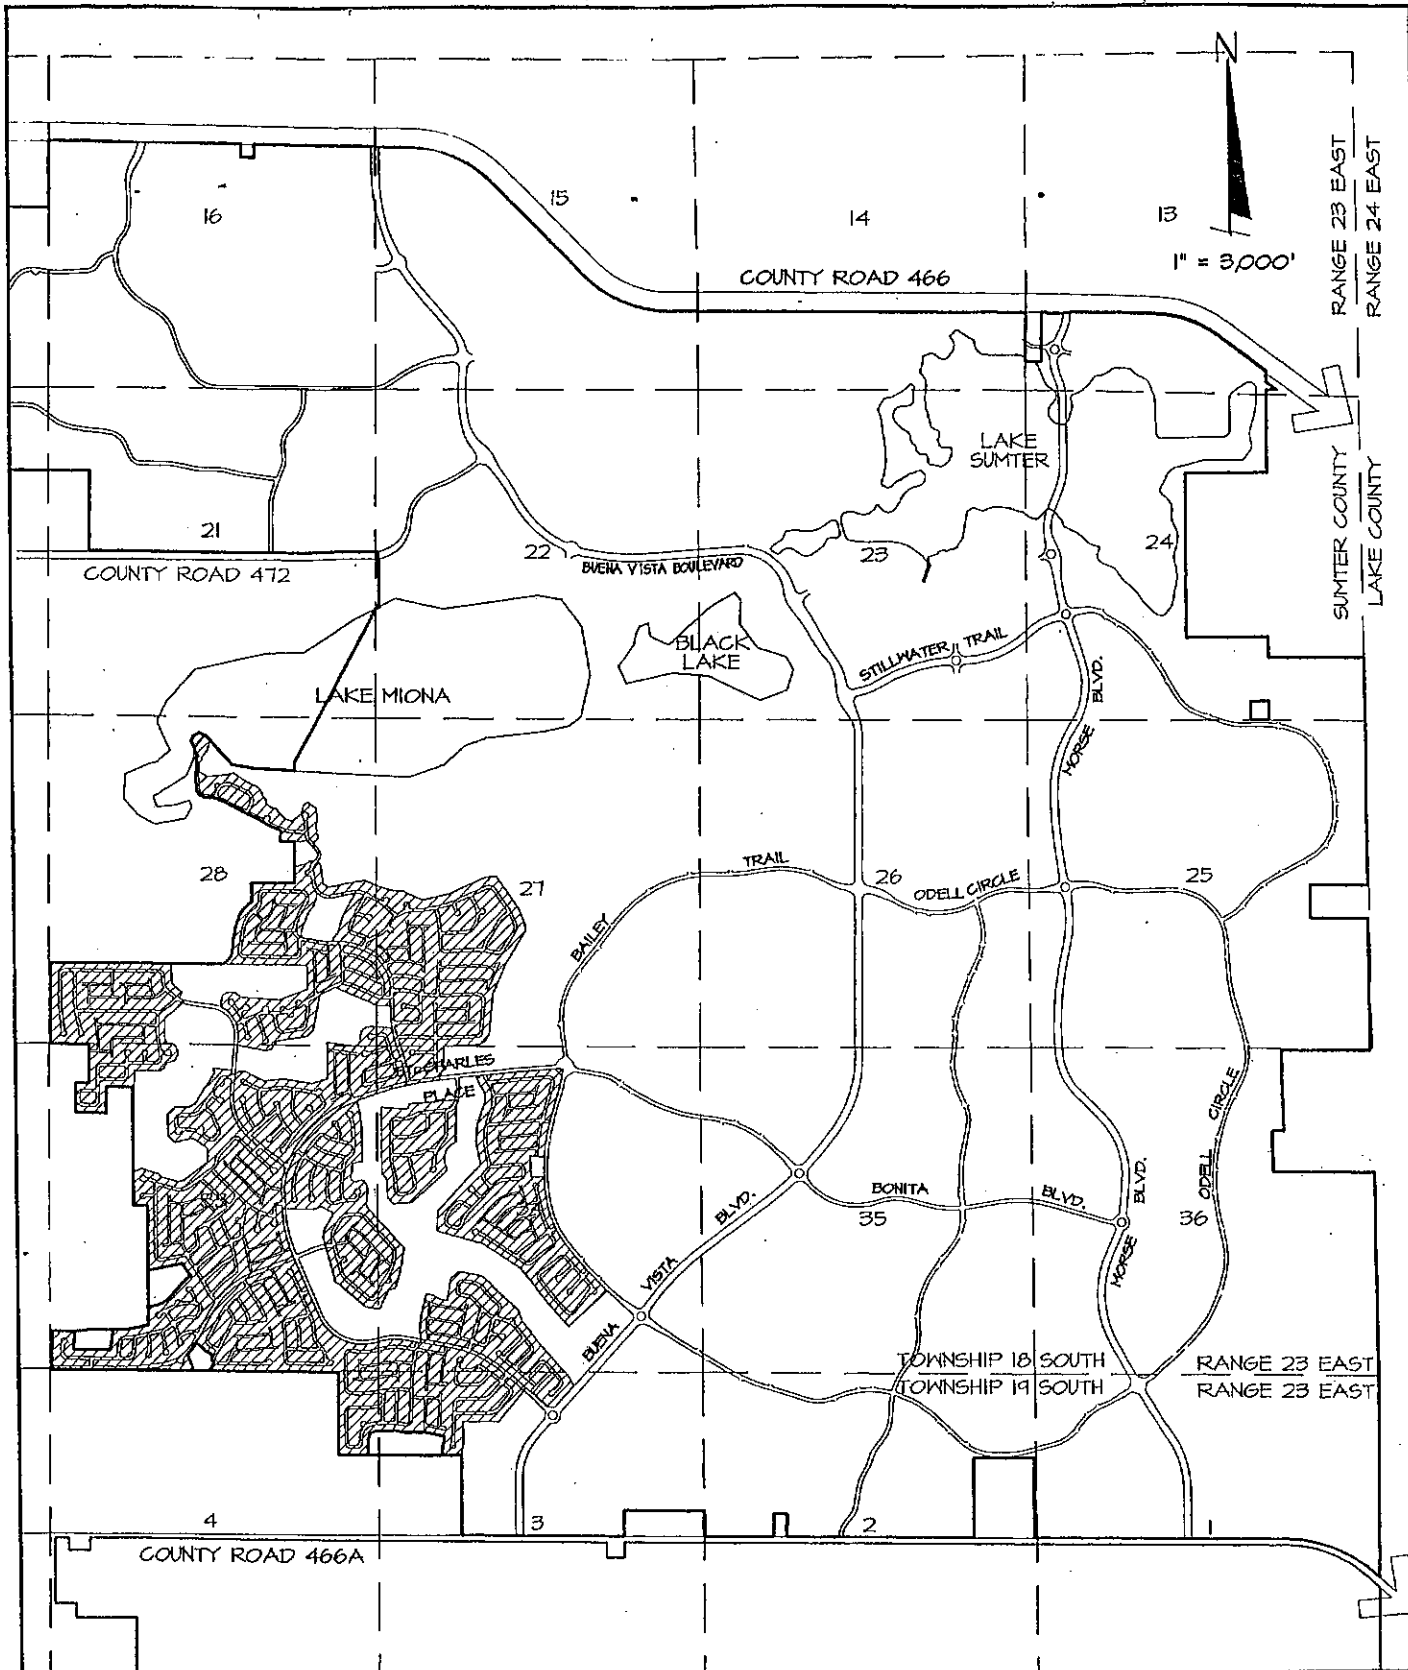 N
16
15
14
13
1" = 3,000'
RANGE 23 EAST
RANGE 24 EAST
COUNTY ROAD 466
LAKE
SUMTER
SUMTER COUNTY
LAKE COUNTY
21
22
23
24
COUNTY ROAD 472
BUENA VISTA BOULEVARD
BLACK
LAKE
STILLWATER TRAIL
LAKE MIONA
MORSE BLVD.
28
27
BAILEY TRAIL
26
ODELL CIRCLE
25
CHARLES
PLACE
ODELL CIRCLE
BUENA VISTA BLVD.
BONITA BLVD.
35
36
MORSE BLVD.
TOWNSHIP 18 SOUTH
RANGE 23 EAST
TOWNSHIP 19 SOUTH
RANGE 23 EAST
4
3
2
1
COUNTY ROAD 466A